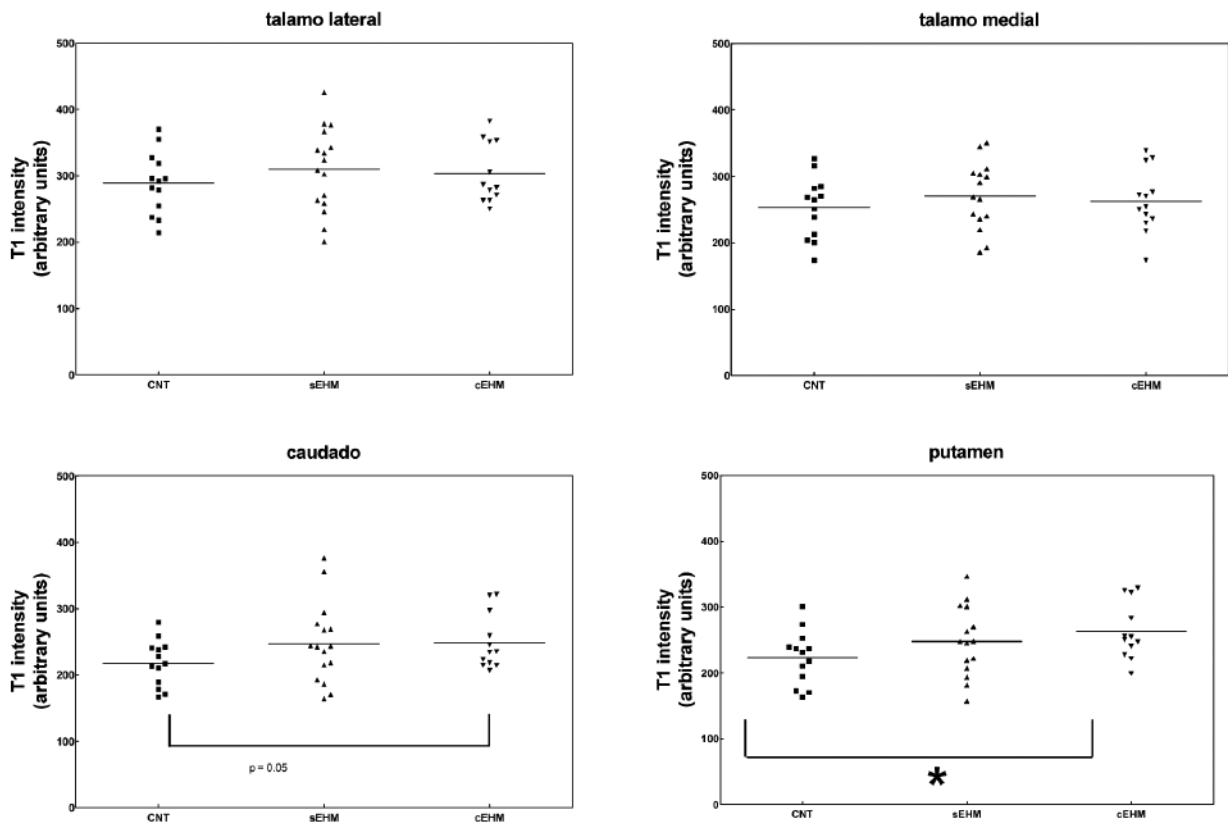 talamo lateral
T1 intensity
(arbitrary units)
500
400
300
200
100
0
CNT
sEHM
cEHM
talamo medial
T1 intensity
(arbitrary units)
500
400
300
200
100
0
CNT
sEHM
cEHM
caudado
T1 intensity
(arbitrary units)
500
400
300
200
100
0
p = 0.05
CNT
sEHM
cEHM
putamen
T1 intensity
(arbitrary units)
500
400
300
200
100
0
*
CNT
sEHM
cEHM